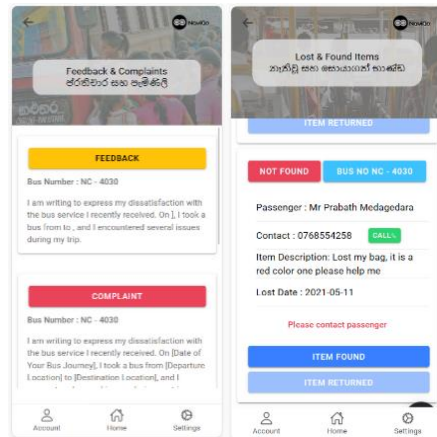 Feedback & Complaints
ප්රතිචාර සහ පැමිණිලි
FEEDBACK
Bus Number : NC - 4030
I am writing to express my dissatisfaction with
the bus service I recently received. On ], I took a
bus from to , and I encountered several issues
during my trip.
COMPLAINT
Bus Number : NC - 4030
I am writing to express my dissatisfaction with
the bus service I recently received. On [Date of
Your Bus Journey], I took a bus from [Departure
Location] to [Destination Location], and I
Account
Home
Settings
Lost & Found Items
නැතිවූ සහ සොයාගත් භාණ්ඩ
ITEM RETURNED
NOT FOUND
BUS NO NC - 4030
Passenger : Mr Prabath Medagedara
Contact : 0768554258
CALL
Item Description: Lost my bag, it is a
red color one please help me
Lost Date : 2021-05-11
Please contact passenger
ITEM FOUND
ITEM RETURNED
Account
Home
Settings